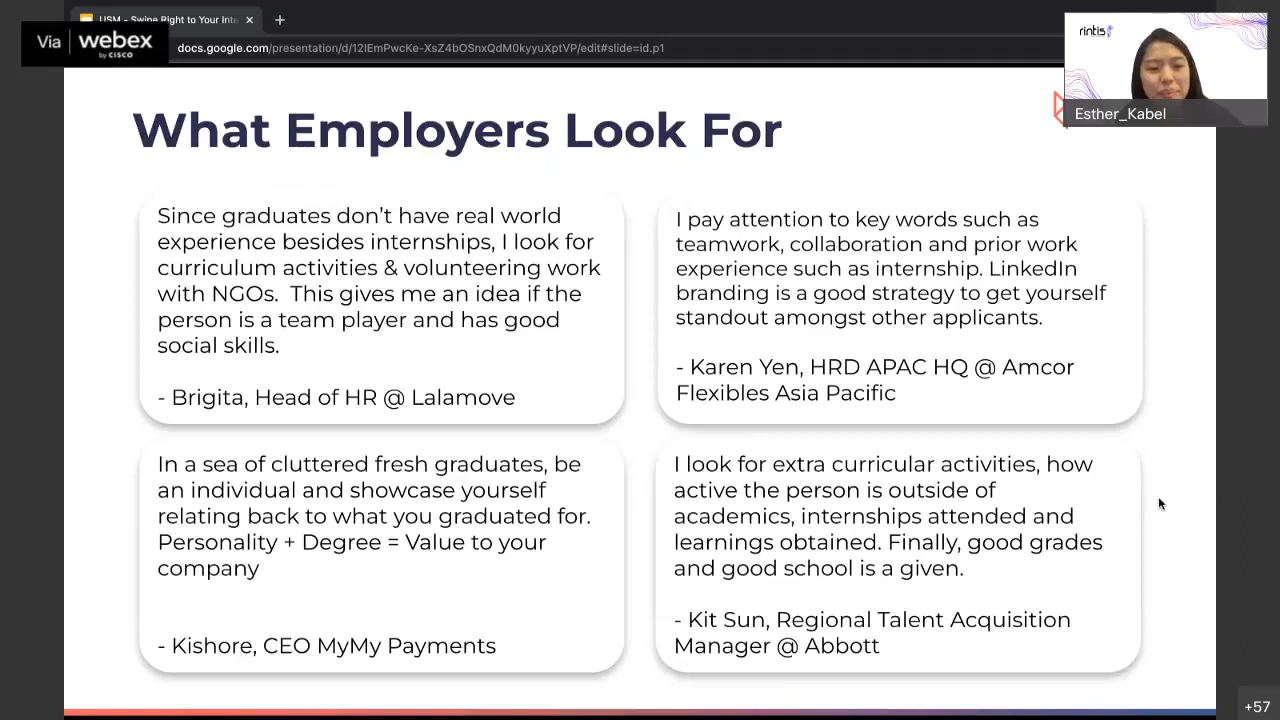 USM - Swipe Right to Your Inte
Via webex
by CISCO
docs.google.com/presentation/d/12IEmPwcKe-XsZ4bOSnxQdM0kyyuXptVP/edit#slide=id.p1
rintis
Esther_Kabel
What Employers Look For
Since graduates don’t have real world
experience besides internships, I look for
curriculum activities & volunteering work
with NGOs. This gives me an idea if the
person is a team player and has good
social skills.
- Brigita, Head of HR @ Lalamove
I pay attention to key words such as
teamwork, collaboration and prior work
experience such as internship. LinkedIn
branding is a good strategy to get yourself
standout amongst other applicants.
- Karen Yen, HRD APAC HQ @ Amcor
Flexibles Asia Pacific
In a sea of cluttered fresh graduates, be
an individual and showcase yourself
relating back to what you graduated for.
Personality + Degree = Value to your
company
- Kishore, CEO MyMy Payments
I look for extra curricular activities, how
active the person is outside of
academics, internships attended and
learnings obtained. Finally, good grades
and good school is a given.
- Kit Sun, Regional Talent Acquisition
Manager @ Abbott
+57